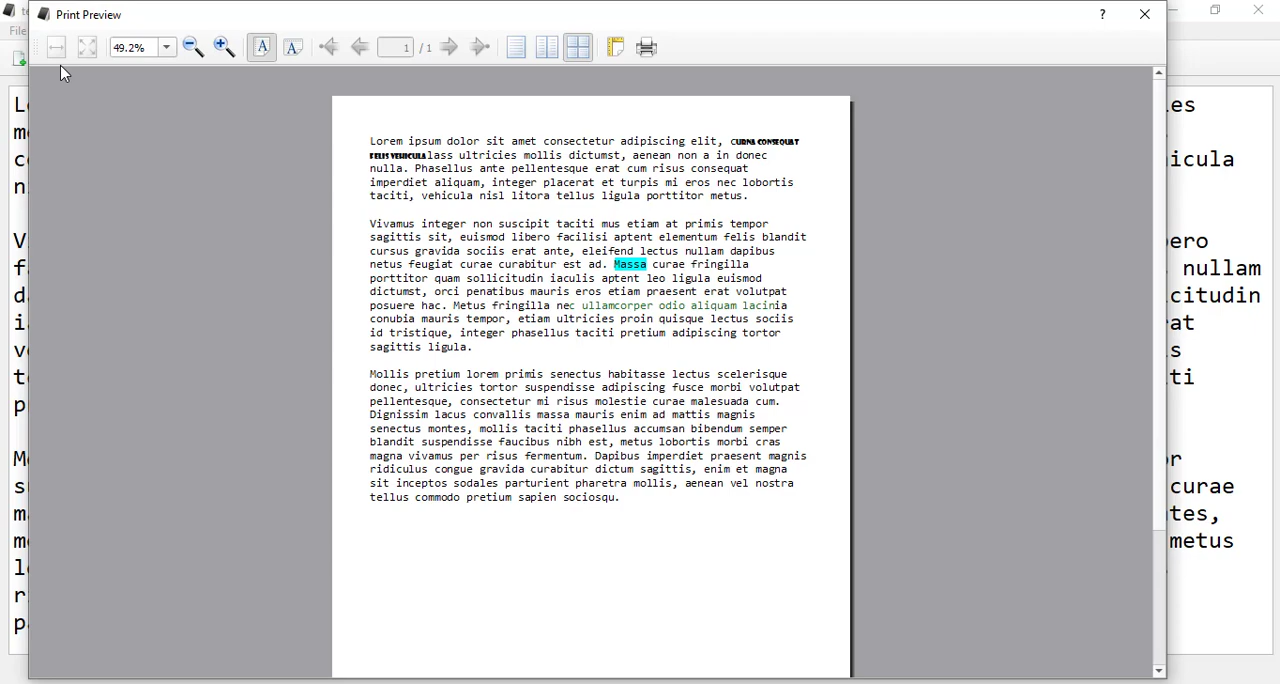 Print Preview
File
49.2%
1 / 1
Lorem ipsum dolor sit amet consectetur adipiscing elit, cURNA CONSEQUAT
FELIS VEHICULAlass ultricies mollis dictumst, aenean non a in donec
nulla. Phasellus ante pellentesque erat cum risus consequat
imperdiet aliquam, integer placerat et turpis mi eros nec lobortis
taciti, vehicula nisl litora tellus ligula porttitor metus.
Vivamus integer non suscipit taciti mus etiam at primis tempor
sagittis sit, euismod libero facilisi aptent elementum felis blandit
cursus gravida sociis erat ante, eleifend lectus nullam dapibus
netus feugiat curae curabitur est ad. Massa curae fringilla
porttitor quam sollicitudin iaculis aptent leo ligula euismod
dictumst, orci penatibus mauris eros etiam praesent erat volutpat
posuere hac. Metus fringilla nec ullamcorper odio aliquam lacinia
conubia mauris tempor, etiam ultricies proin quisque lectus sociis
id tristique, integer phasellus taciti pretium adipiscing tortor
sagittis ligula.
Mollis pretium lorem primis senectus habitasse lectus scelerisque
donec, ultricies tortor suspendisse adipiscing fusce morbi volutpat
pellentesque, consectetur mi risus molestie curae malesuada cum.
Dignissim lacus convallis massa mauris enim ad mattis magnis
senectus montes, mollis taciti phasellus accumsan bibendum semper
blandit suspendisse faucibus nibh est, metus lobortis morbi cras
magna vivamus per risus fermentum. Dapibus imperdiet praesent magnis
ridiculus congue gravida curabitur dictum sagittis, enim et magna
sit inceptos sodales parturient pharetra mollis, aenean vel nostra
tellus commodo pretium sapien sociosqu.
nullam
curae
metus